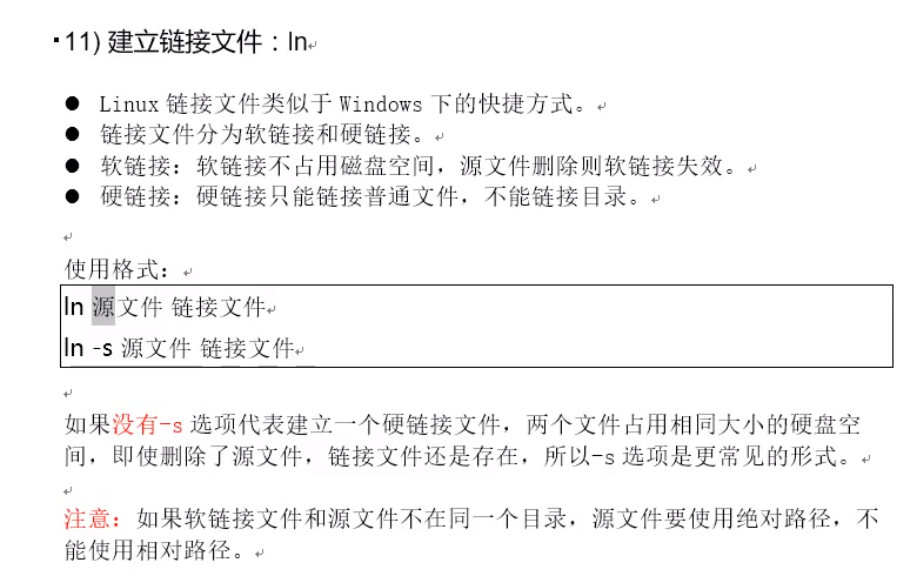 11) 建立链接文件：ln
● Linux 链接文件类似于 Windows 下的快捷方式。
● 链接文件分为软链接和硬链接。
● 软链接：软链接不占用磁盘空间，源文件删除则软链接失效。
● 硬链接：硬链接只能链接普通文件，不能链接目录。
使用格式：
ln 源文件 链接文件
ln -s 源文件 链接文件
如果没有-s 选项代表建立一个硬链接文件，两个文件占用相同大小的硬盘空
间，即使删除了源文件，链接文件还是存在，所以-s 选项是更常见的形式。
注意：如果软链接文件和源文件不在同一个目录，源文件要使用绝对路径，不
能使用相对路径。